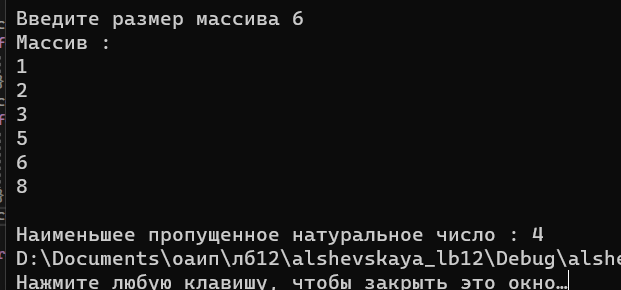 Введите размер массива 6
Массив :
1
2
3
5
6
8
Наименьшее пропущенное натуральное число : 4
D:\Documents\оаип\лб12\alshevskaya_lb12\Debug\alshe
Нажмите любую клавишу, чтобы закрыть это окно…